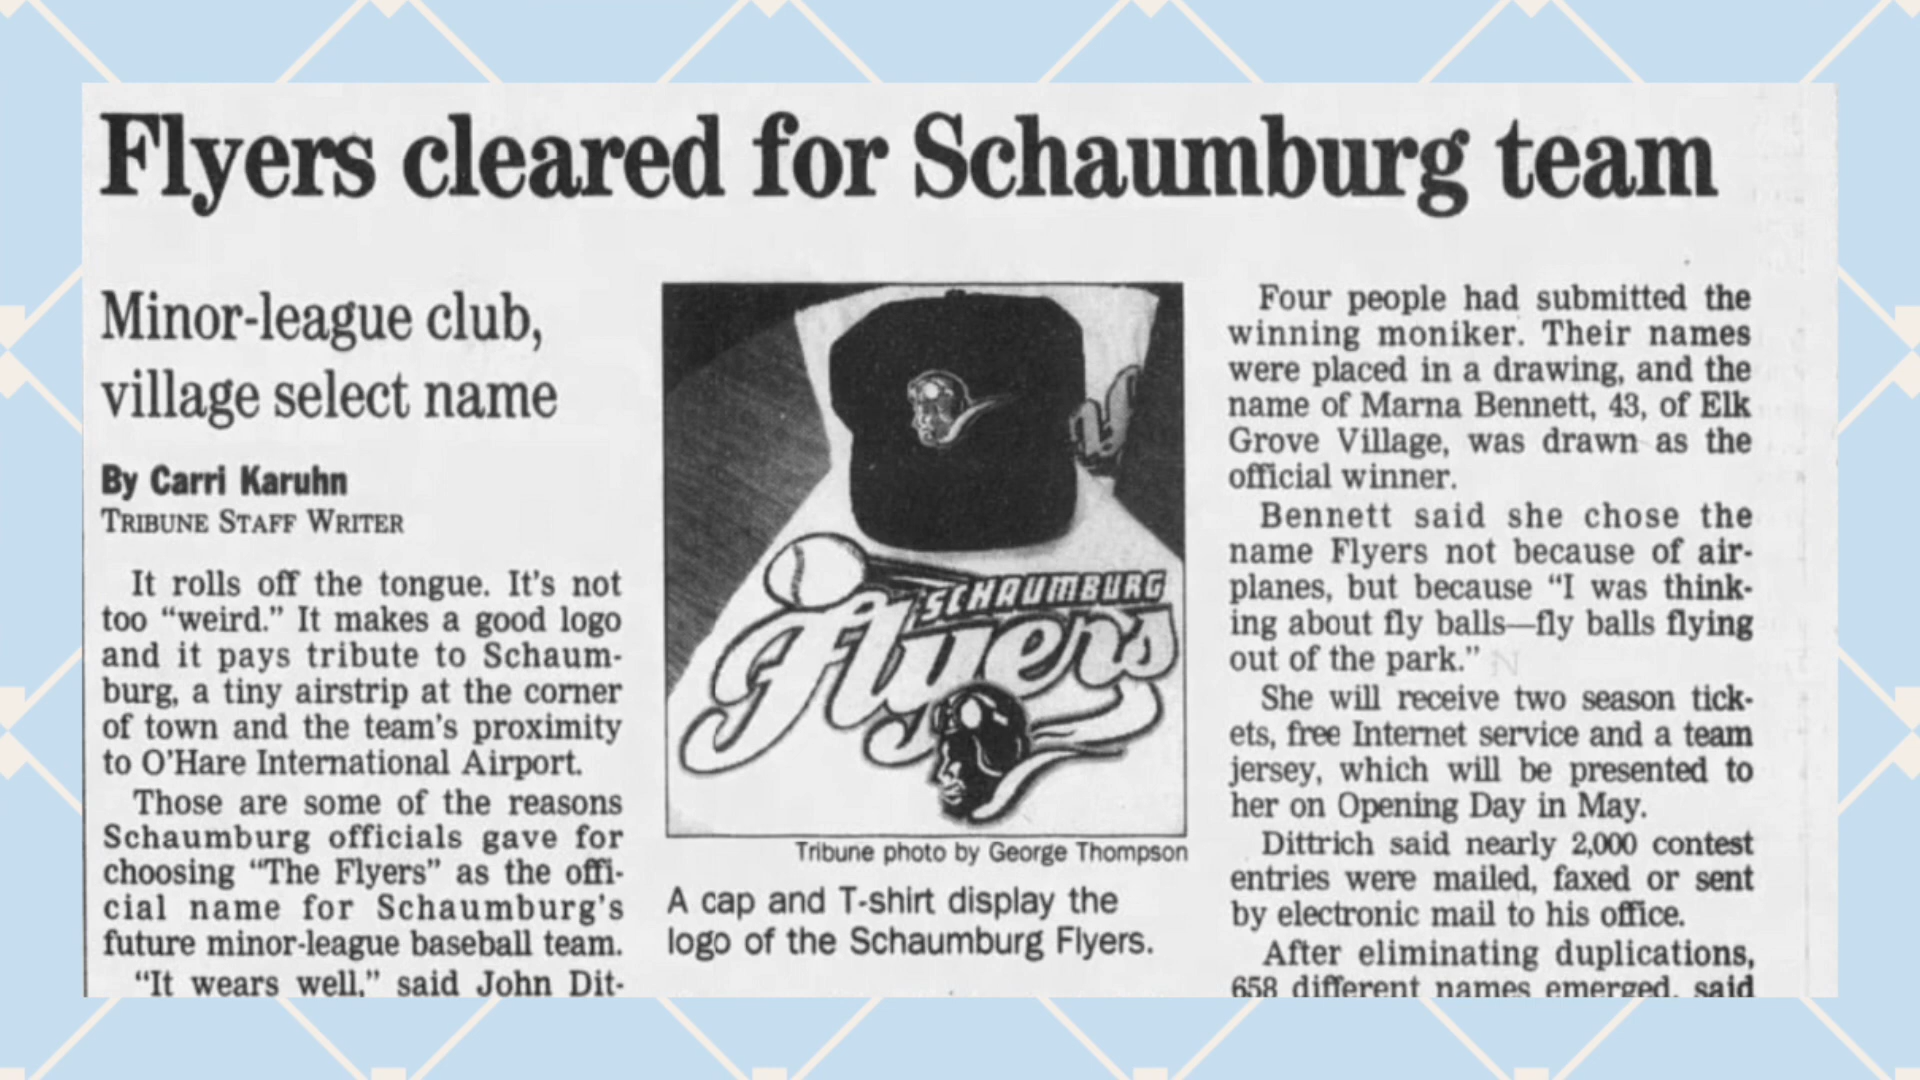 Flyers cleared for Schaumburg team
Minor-league club,
village select name
By Carri Karuhn
TRIBUNE STAFF WRITER
It rolls off the tongue. It's not
too “weird.” It makes a good logo
and it pays tribute to Schaum-
burg, a tiny airstrip at the corner
of town and the team's proximity
to O'Hare International Airport.
Those are some of the reasons
Schaumburg officials gave for
choosing “The Flyers” as the offi-
cial name for Schaumburg's
future minor-league baseball team.
“It wears well,” said John Dit-
SCHAUMBURG
Flyers
Tribune photo by George Thompson
A cap and T-shirt display the
logo of the Schaumburg Flyers.
Four people had submitted the
winning moniker. Their names
were placed in a drawing, and the
name of Marna Bennett, 43, of Elk
Grove Village, was drawn as the
official winner.
Bennett said she chose the
name Flyers not because of air-
planes, but because “I was think-
ing about fly balls—fly balls flying
out of the park.”
She will receive two season tick-
ets, free Internet service and a team
jersey, which will be presented to
her on Opening Day in May.
Dittrich said nearly 2,000 contest
entries were mailed, faxed or sent
by electronic mail to his office.
After eliminating duplications,
658 different names emerged, said